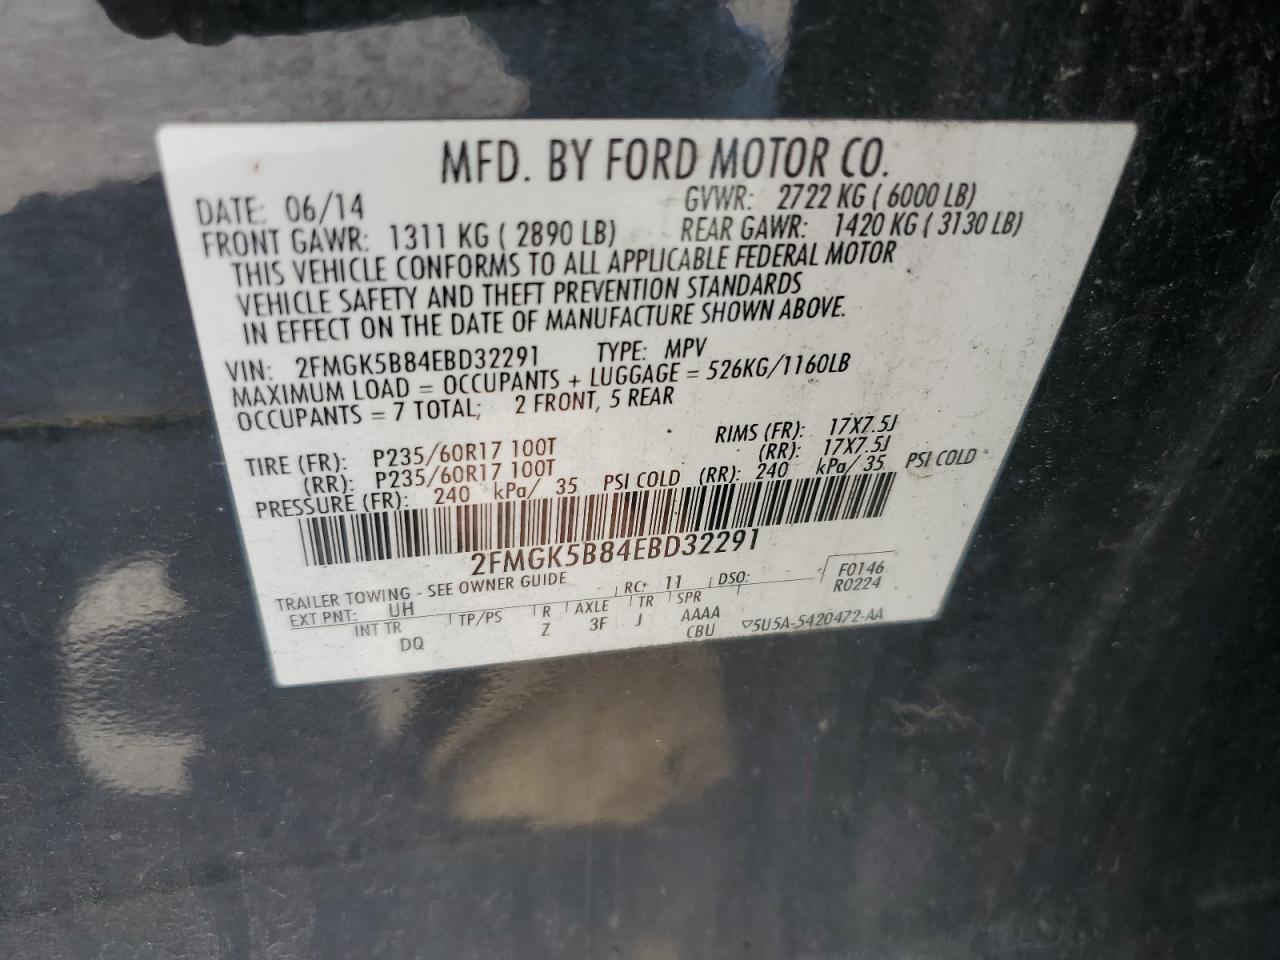 MFD. BY FORD MOTOR CO.
DATE: 06/14 GVWR: 2722 KG ( 6000 LB)
FRONT GAWR: 1311 KG ( 2890 LB) REAR GAWR: 1420 KG ( 3130 LB)
THIS VEHICLE CONFORMS TO ALL APPLICABLE FEDERAL MOTOR
VEHICLE SAFETY AND THEFT PREVENTION STANDARDS
IN EFFECT ON THE DATE OF MANUFACTURE SHOWN ABOVE.
VIN: 2FMGK5B84EBD32291 TYPE: MPV
MAXIMUM LOAD = OCCUPANTS + LUGGAGE = 526KG/1160LB
OCCUPANTS = 7 TOTAL; 2 FRONT, 5 REAR
TIRE (FR): P235/60R17 100T RIMS (FR): 17X7.5J
(RR): P235/60R17 100T (RR): 17X7.5J
PRESSURE (FR): 240 kPa/ 35 PSI COLD (RR): 240 kPa/ 35 PSI COLD
2FMGK5B84EBD32291
TRAILER TOWING - SEE OWNER GUIDE RC: 11 DSO: F0146
EXT PNT: UH R0224
INT TR TP/PS R AXLE TR SPR
DQ Z 3F J AAAA
CBU ▽5U5A-5420472-AA